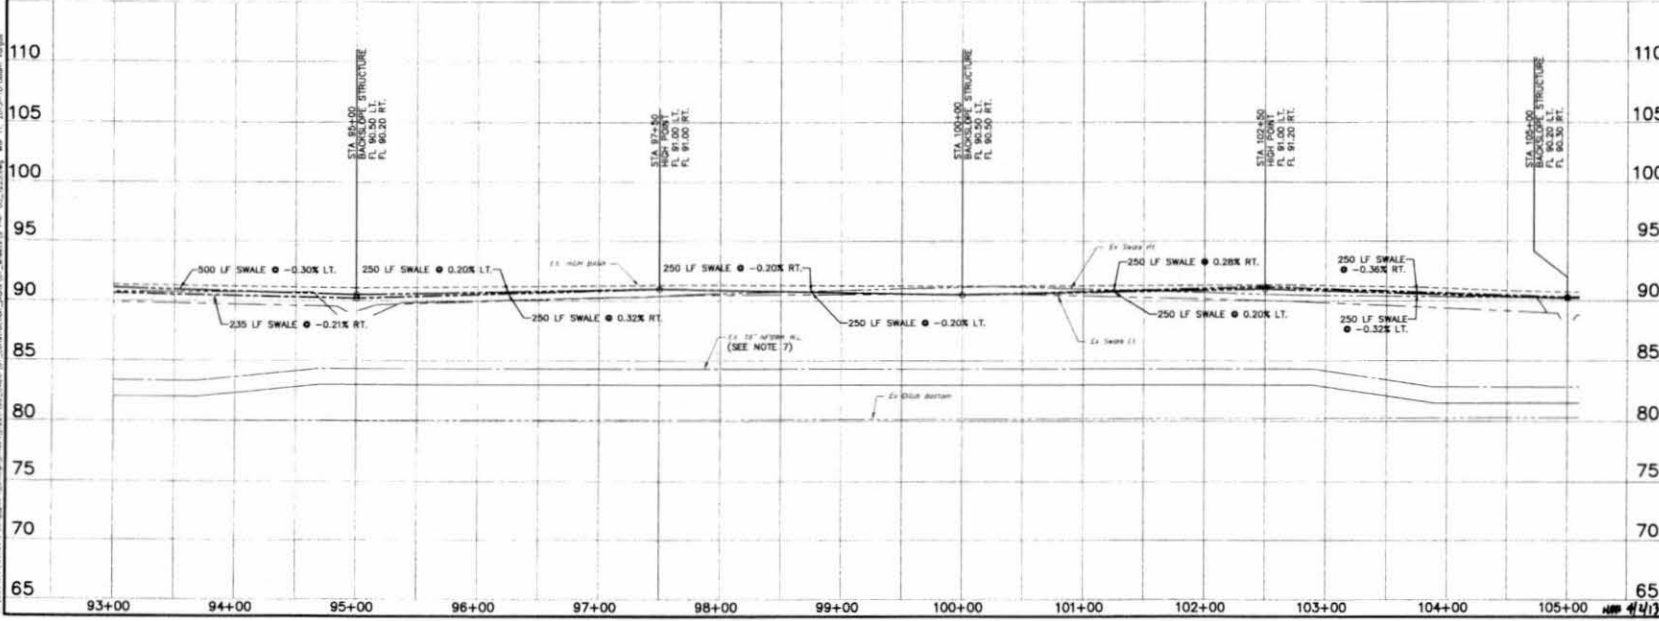 110
105
100
95
90
85
80
75
70
65
STA 95+00
BACKSLOPE STRUCTURE
FL 90.50 LT.
FL 90.20 RT.
STA 97+50
HIGH POINT
FL 91.00 LT.
FL 91.00 RT.
STA 100+00
BACKSLOPE STRUCTURE
FL 90.50 LT.
FL 90.50 RT.
STA 102+50
HIGH POINT
FL 91.00 LT.
FL 91.20 RT.
STA 105+00
BACKSLOPE STRUCTURE
FL 90.20 LT.
FL 90.30 RT.
500 LF SWALE @ -0.30% LT.
250 LF SWALE @ 0.20% LT.
Ex HIGH BANK
250 LF SWALE @ -0.20% RT.
Ex Swale Rt
250 LF SWALE @ 0.28% RT.
250 LF SWALE
@ -0.36% RT.
235 LF SWALE @ -0.21% RT.
250 LF SWALE @ 0.32% RT.
250 LF SWALE @ -0.20% LT.
250 LF SWALE @ 0.20% LT.
250 LF SWALE
@ -0.32% LT.
Ex Swale Lt
(SEE NOTE 7)
Ex Ditch Bottom
110
105
100
95
90
85
80
75
70
65
93+00 94+00 95+00 96+00 97+00 98+00 99+00 100+00 101+00 102+00 103+00 104+00 105+00